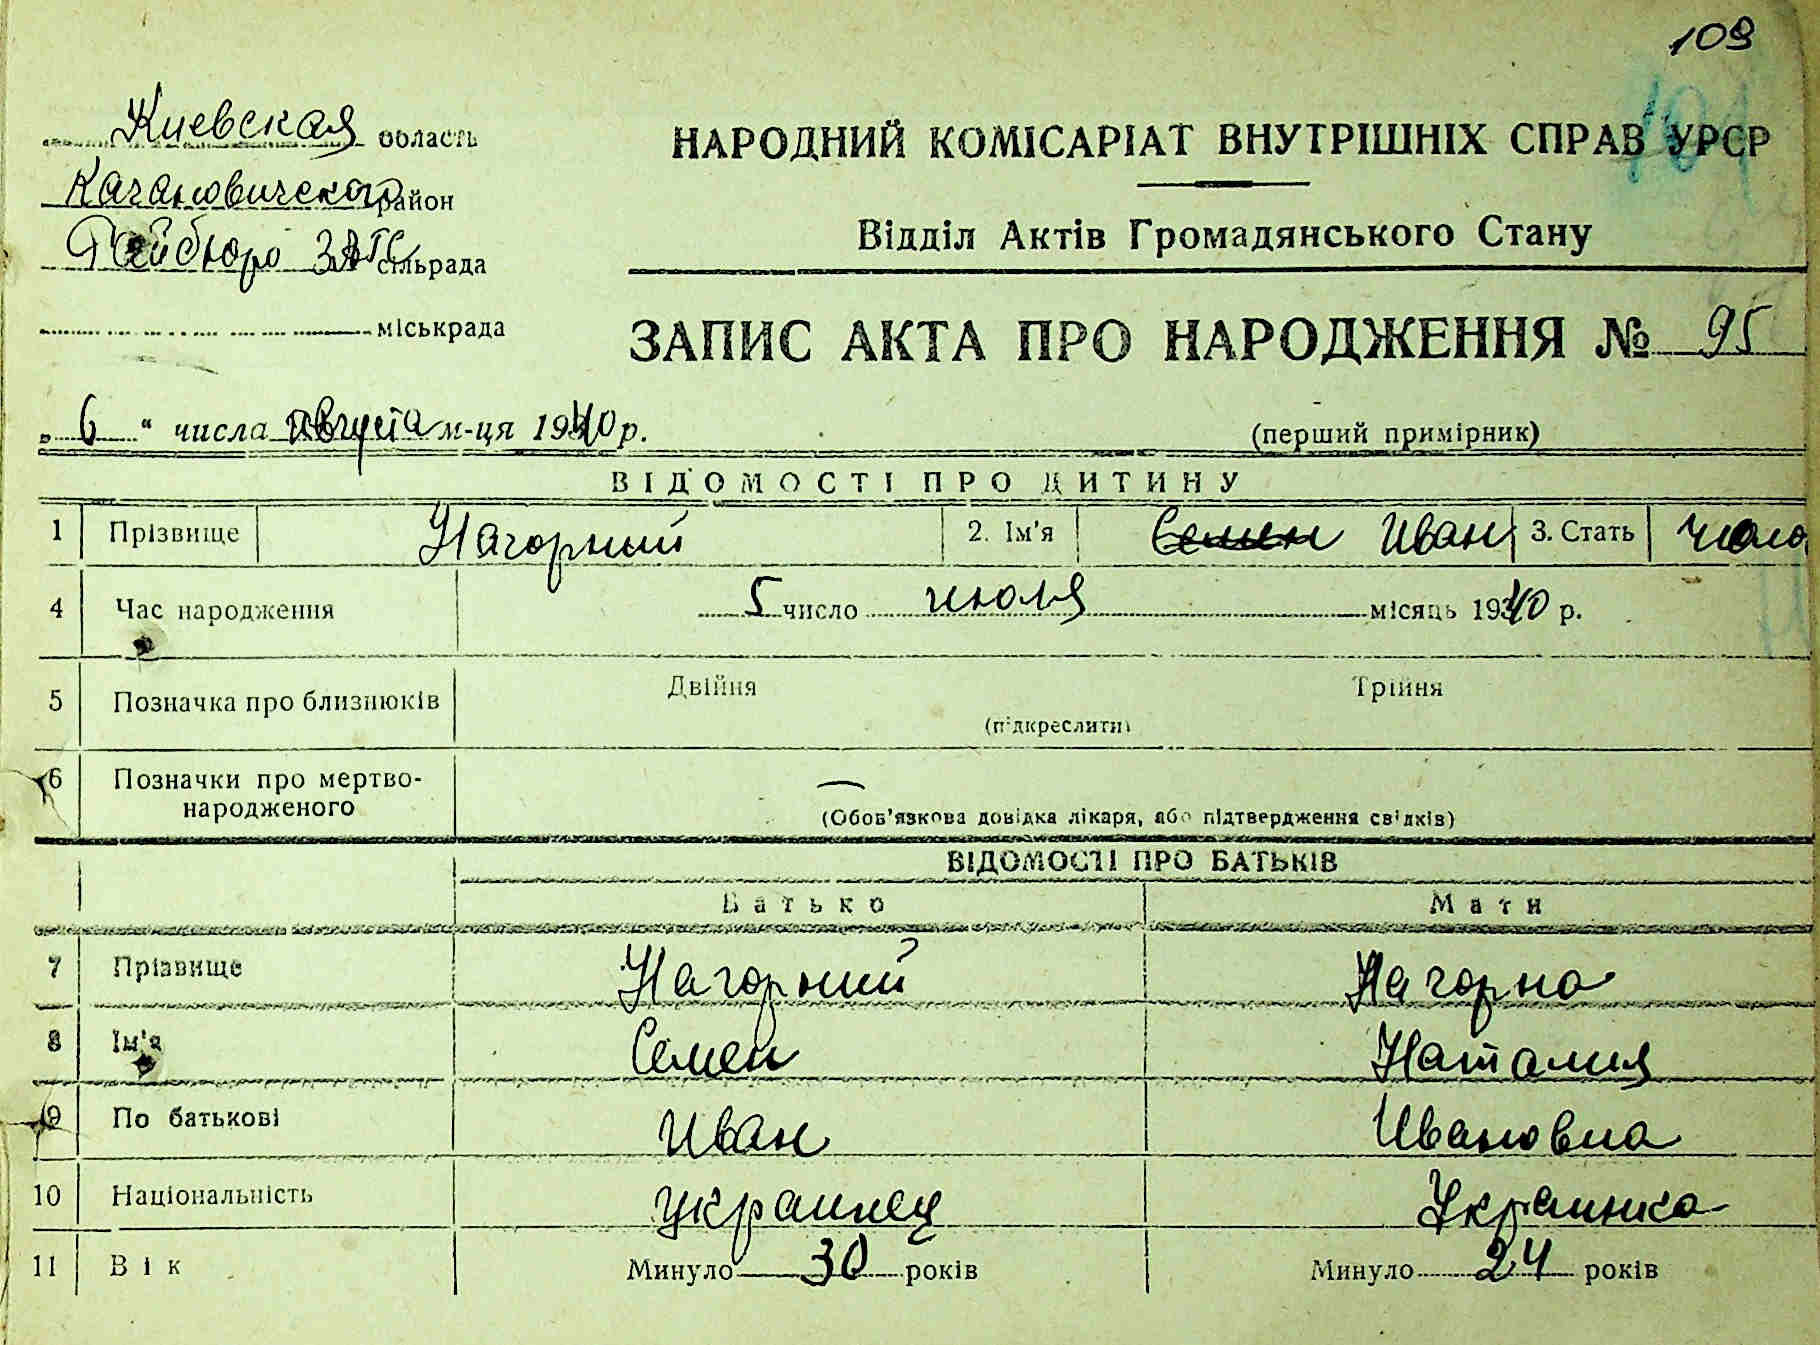 109
Киевская область
Кагановичского район
Райбюро ЗАГС сільрада
міськрада
НАРОДНИЙ КОМІСАРІАТ ВНУТРІШНІХ СПРАВ УРСР
Відділ Актів Громадянського Стану
ЗАПИС АКТА ПРО НАРОДЖЕННЯ № 95
„ 6 “ числа Августа м-ця 1940 р.
(перший примірник)
ВІДОМОСТІ ПРО ДИТИНУ
1 Прізвище Нагорный 2. Ім'я Семен Иван 3. Стать
4 Час народження 5 число июля місяць 1940 р.
5 Позначка про близнюків Двійня Трійня
(підкреслити)
6 Позначки про мертво-
народженого
(Обов'язкова довідка лікаря, або підтвердження свідків)
ВІДОМОСТІ ПРО БАТЬКІВ
Батько Мати
7 Прізвище Нагорний Нагорна
8 Ім'я Семен Наталия
9 По батькові Иван Ивановна
10 Національність украинец Украинка
11 Вік Минуло 30 років Минуло 24 років